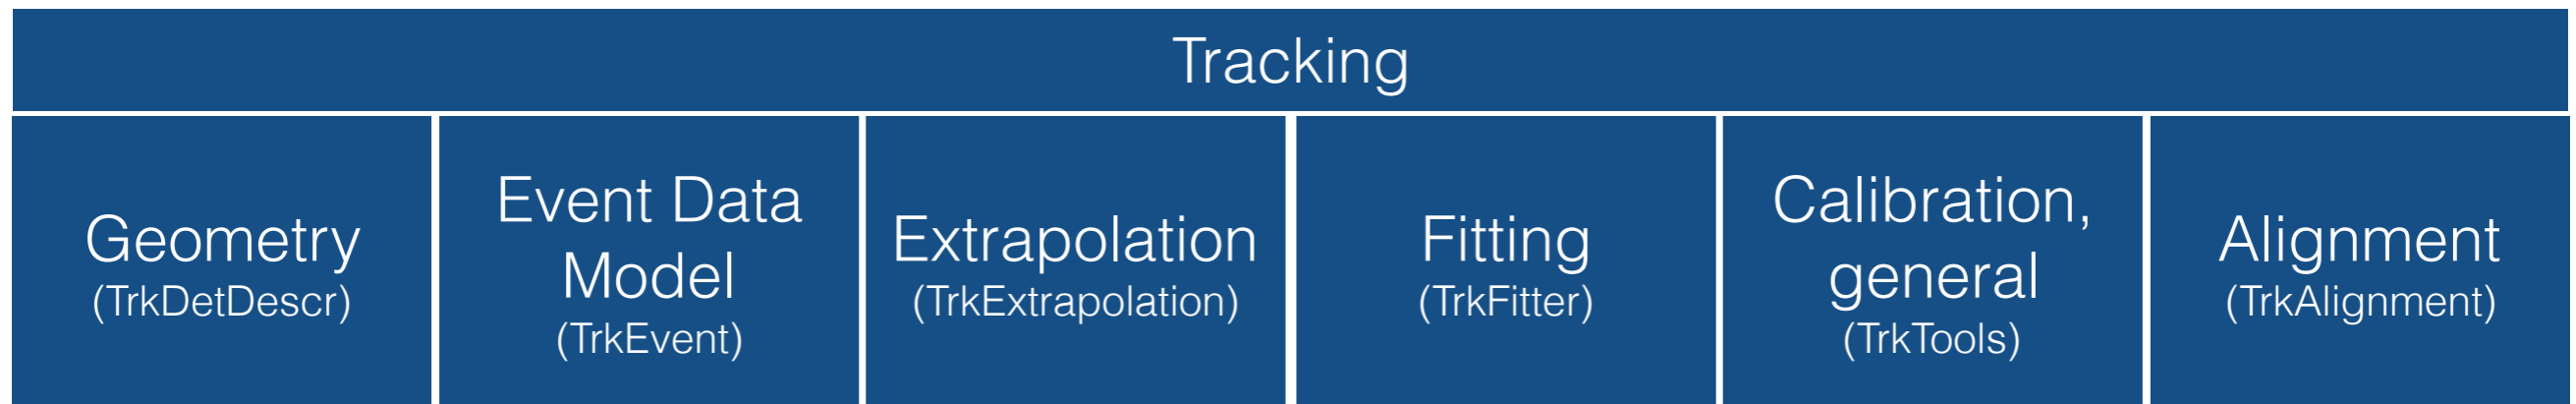 Tracking
Geometry
(TrkDetDescr)
Event Data
Model
(TrkEvent)
Extrapolation
(TrkExtrapolation)
Fitting
(TrkFitter)
Calibration,
general
(TrkTools)
Alignment
(TrkAlignment)